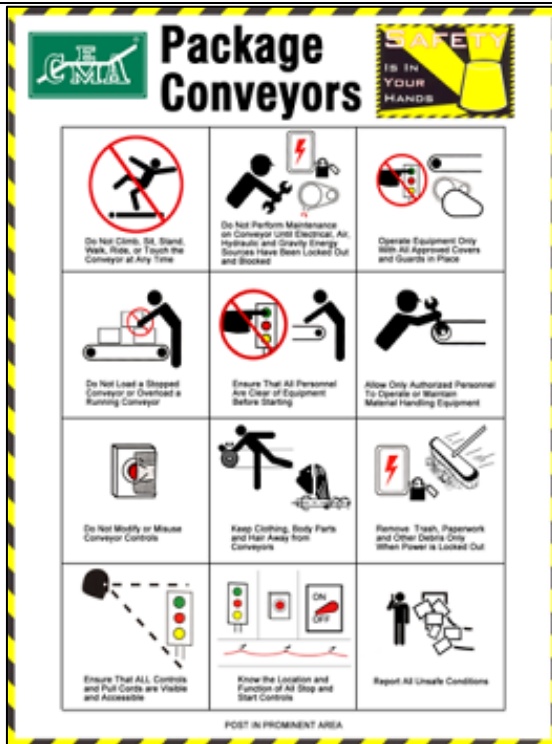 CEMA
Package
Conveyors
SAFETY
IS IN
YOUR
HANDS
Do Not Climb, Sit, Stand,
Walk, Ride, or Touch the
Conveyor at Any Time
Do Not Perform Maintenance
on Conveyor Until Electrical, Air,
Hydraulic and Gravity Energy
Sources Have Been Locked Out
and Blocked
Operate Equipment Only
With All Approved Covers
and Guards in Place
Do Not Load a Stopped
Conveyor or Overload a
Running Conveyor
Ensure That All Personnel
Are Clear of Equipment
Before Starting
Allow Only Authorized Personnel
To Operate or Maintain
Material Handling Equipment
Do Not Modify or Misuse
Conveyor Controls
Keep Clothing, Body Parts
and Hair Away from
Conveyors
Remove Trash, Paperwork
and Other Debris Only
When Power is Locked Out
Ensure That ALL Controls
and Pull Cords are Visible
and Accessible
ON
OFF
Know the Location and
Function of All Stop and
Start Controls
Report All Unsafe Conditions
POST IN PROMINENT AREA